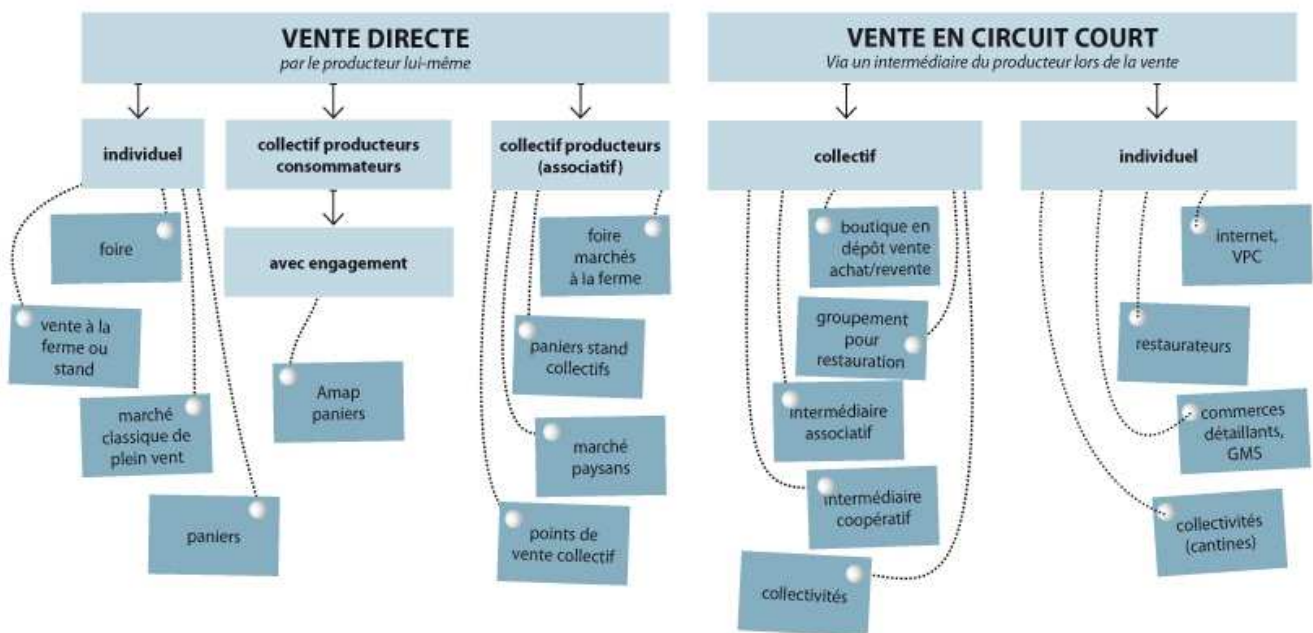 VENTE DIRECTE
par le producteur lui-même
individuel
collectif producteurs
consommateurs
collectif producteurs
(associatif)
foire
avec engagement
foire
marchés
à la ferme
vente à la
ferme ou
stand
paniers stand
collectifs
Amap
paniers
marché
classique de
plein vent
marché
paysans
paniers
points de
vente collectif
VENTE EN CIRCUIT COURT
Via un intermédiaire du producteur lors de la vente
collectif
individuel
boutique en
dépôt vente
achat/revente
internet,
VPC
groupement
pour
restauration
restaurateurs
intermédiaire
associatif
commerces
détaillants,
GMS
intermédiaire
coopératif
collectivités
(cantines)
collectivités